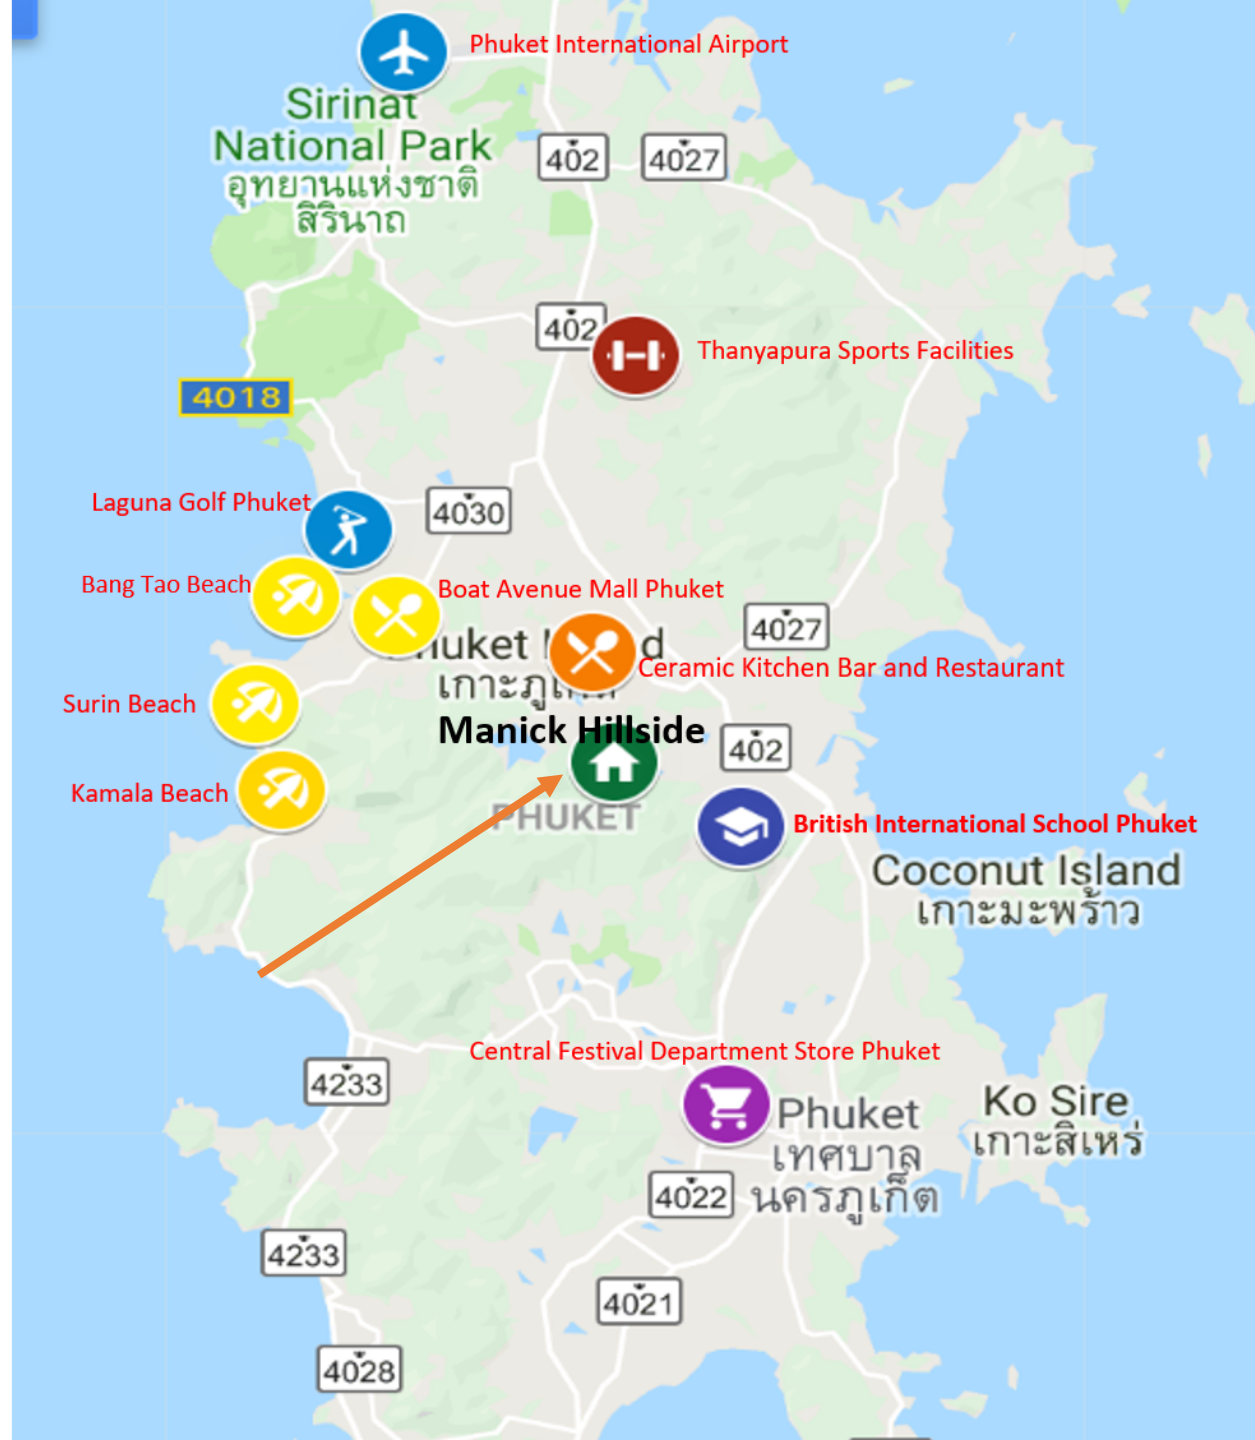 Phuket International Airport
Sirinat
National Park
อุทยานแห่งชาติ
สิรินาถ
402
4027
402
Thanyapura Sports Facilities
4018
Laguna Golf Phuket
4030
Bang Tao Beach
Boat Avenue Mall Phuket
4027
Ceramic Kitchen Bar and Restaurant
Surin Beach
Manick Hillside
402
Kamala Beach
PHUKET
British International School Phuket
Coconut Island
เกาะมะพร้าว
Central Festival Department Store Phuket
4233
Phuket
เทศบาล
นครภูเก็ต
Ko Sire
เกาะสิเหร่
4022
4233
4021
4028